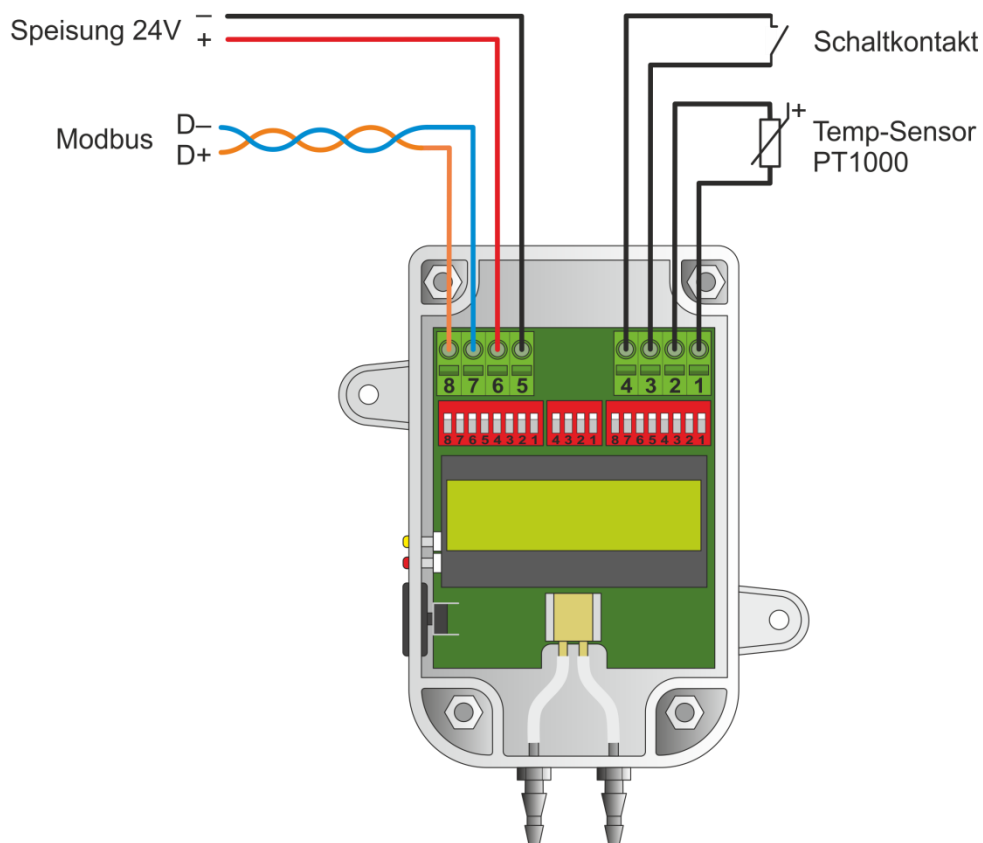 Speisung 24V –
+
Schaltkontakt
Modbus D–
D+
+
Temp-Sensor
PT1000
8 7 6 5 4 3 2 1
8 7 6 5 4 3 2 1 4 3 2 1 8 7 6 5 4 3 2 1